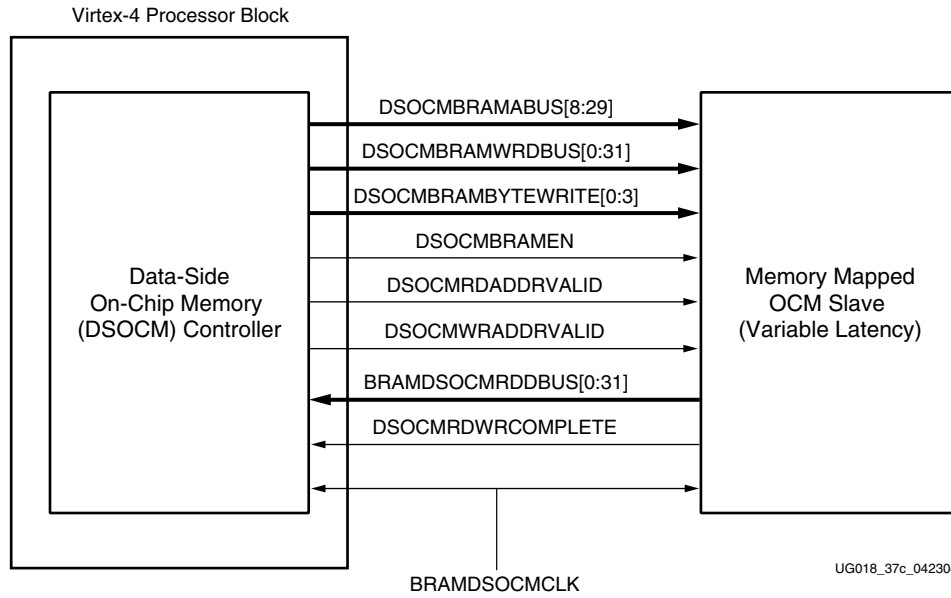 Virtex-4 Processor Block
DSOCMBRAMABUS[8:29]
DSOCMBRAMWRDBUS[0:31]
DSOCMBRAMBYTEWRITE[0:3]
DSOCMBRAMEN
DSOCMRDADDRVALID
DSOCMWRADDRVALID
BRAMDSOCMRDDBUS[0:31]
DSOCMRDWRCOMPLETE
Data-Side
On-Chip Memory
(DSOCM) Controller
Memory Mapped
OCM Slave
(Variable Latency)
BRAMDSOCMCLK
UG018_37c_04230